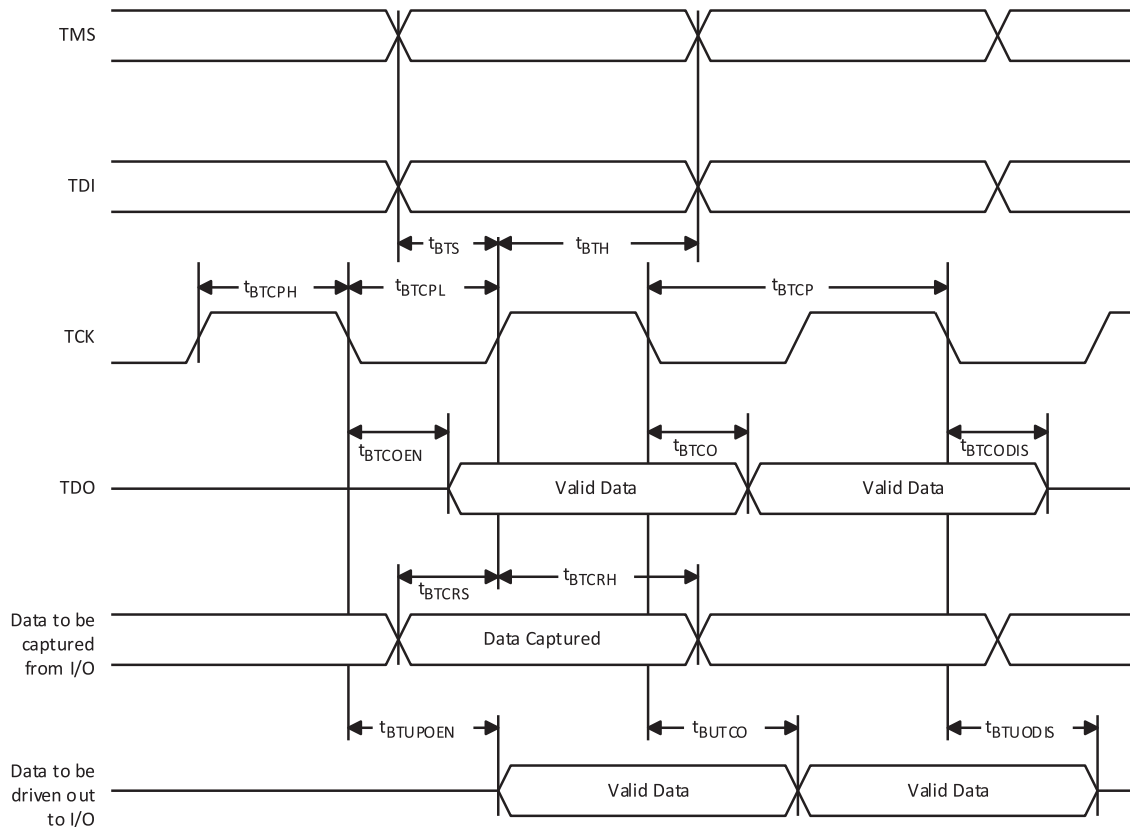 TMS
TDI
tBTS
tBTH
tBTCPH
tBTCPL
tBTCP
TCK
tBTCOEN
tBTCO
tBTCODIS
TDO
Valid Data
Valid Data
tBTCRS
tBTCRH
Data to be
captured
from I/O
Data Captured
tBTUPOEN
tBUTCO
tBTUODIS
Data to be
driven out
to I/O
Valid Data
Valid Data